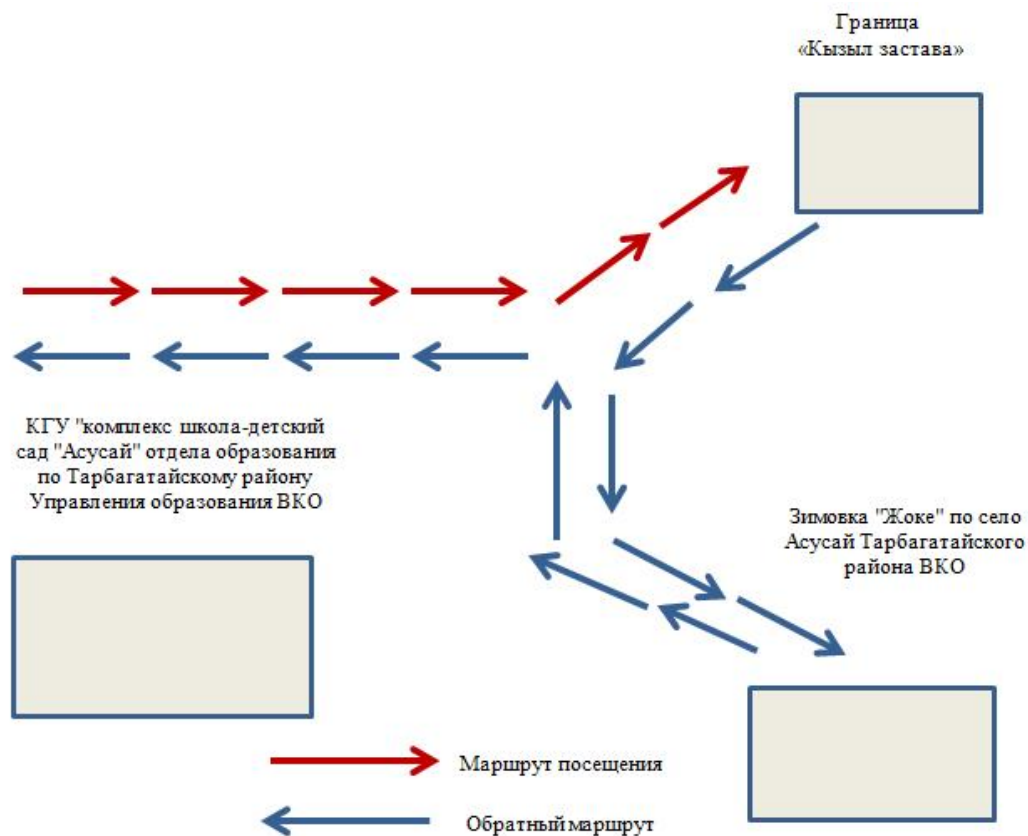 Граница
«Кызыл застава»
КГУ "комплекс школа-детский
сад "Асусай" отдела образования
по Тарбагатайскому району
Управления образования ВКО
Зимовка "Жоке" по село
Асусай Тарбагатайского
района ВКО
Маршрут посещения
Обратный маршрут